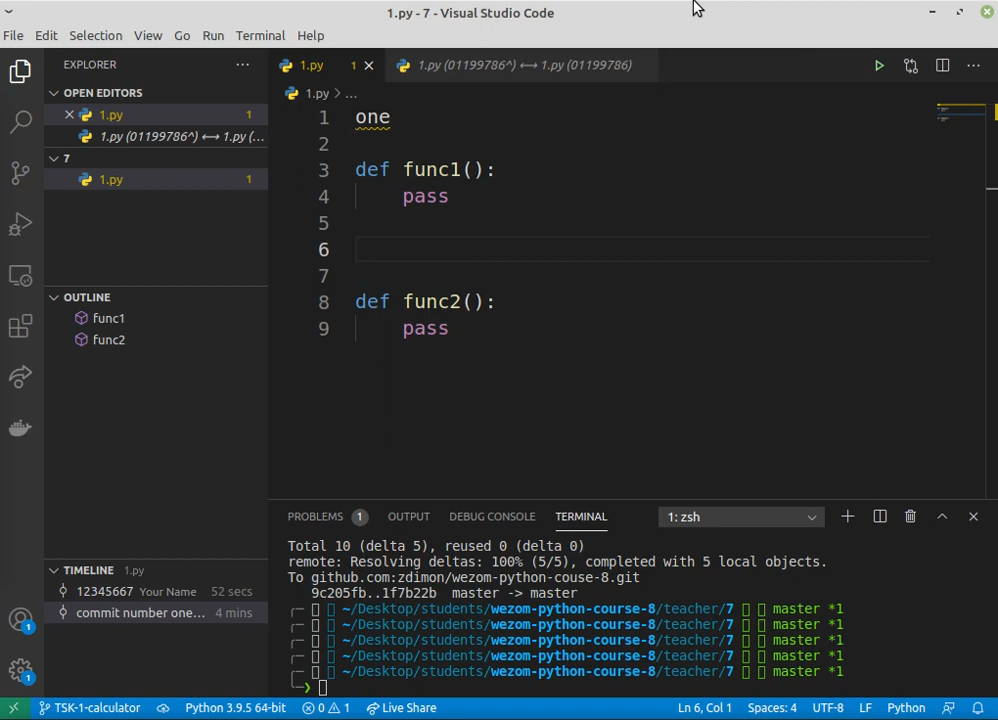 1.py - 7 - Visual Studio Code
File Edit Selection View Go Run Terminal Help
EXPLORER ...
1.py 1
1.py (01199786^) ⟷ 1.py (01199786)
OPEN EDITORS
1.py 1
1.py (01199786^) ⟷ 1.py (...
7
1.py 1
OUTLINE
func1
func2
TIMELINE 1.py
12345667 Your Name 52 secs
commit number one... 4 mins
1.py > ...
1 one
2
3 def func1():
4 pass
5
6
7
8 def func2():
9 pass
PROBLEMS 1 OUTPUT DEBUG CONSOLE TERMINAL 1: zsh
Total 10 (delta 5), reused 0 (delta 0)
remote: Resolving deltas: 100% (5/5), completed with 5 local objects.
To github.com:zdimon/wezom-python-couse-8.git
9c205fb..1f7b22b master -> master
~/Desktop/students/wezom-python-course-8/teacher/7 master *1
~/Desktop/students/wezom-python-course-8/teacher/7 master *1
~/Desktop/students/wezom-python-course-8/teacher/7 master *1
~/Desktop/students/wezom-python-course-8/teacher/7 master *1
~/Desktop/students/wezom-python-course-8/teacher/7 master *1
1
1
TSK-1-calculator Python 3.9.5 64-bit 0 1 Live Share Ln 6, Col 1 Spaces: 4 UTF-8 LF Python